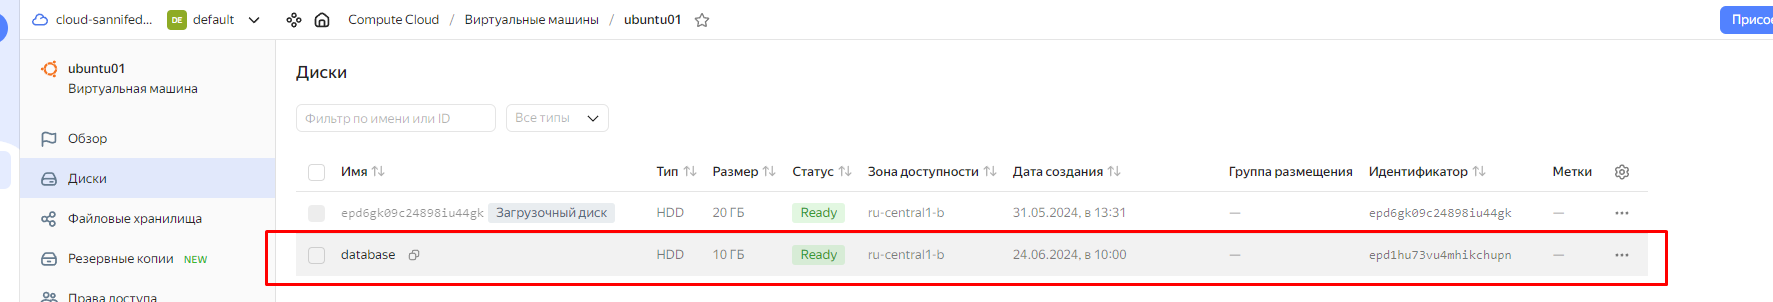 cloud-sannifed... DE default Compute Cloud / Виртуальные машины / ubuntu01
ubuntu01
Виртуальная машина
Обзор
Диски
Файловые хранилища
Резервные копии NEW
Права доступа
Диски
Фильтр по имени или ID Все типы
Имя Тип Размер Статус Зона доступности Дата создания Группа размещения Идентификатор Метки
epd6gk09c24898iu44gk Загрузочный диск HDD 20 ГБ Ready ru-central1-b 31.05.2024, в 13:31 — epd6gk09c24898iu44gk — ...
database HDD 10 ГБ Ready ru-central1-b 24.06.2024, в 10:00 — epd1hu73vu4mhikchupn — ...